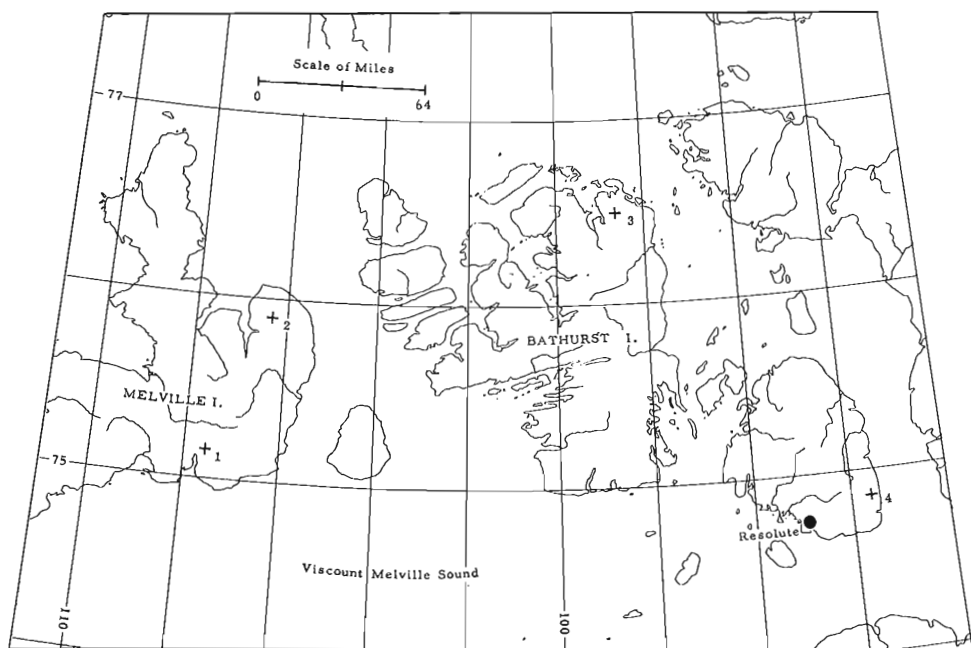 Scale of Miles
0 64
77
+ 3
+ 2
BATHURST I.
MELVILLE I.
+ 1
75
+ 4
Resolute
Viscount Melville Sound
110
100